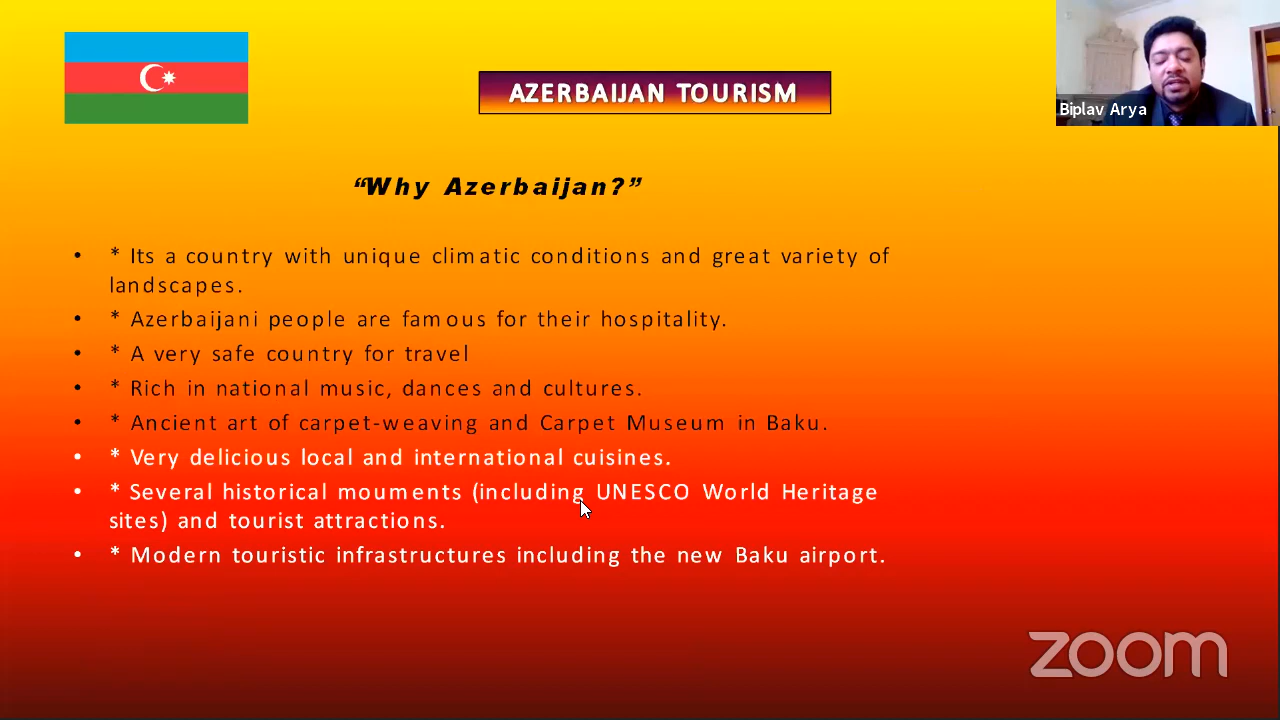 AZERBAIJAN TOURISM
Biplav Arya
“Why Azerbaijan?”
• * Its a country with unique climatic conditions and great variety of
landscapes.
• * Azerbaijani people are famous for their hospitality.
• * A very safe country for travel
• * Rich in national music, dances and cultures.
• * Ancient art of carpet-weaving and Carpet Museum in Baku.
• * Very delicious local and international cuisines.
• * Several historical mouments (including UNESCO World Heritage
sites) and tourist attractions.
• * Modern touristic infrastructures including the new Baku airport.
zoom